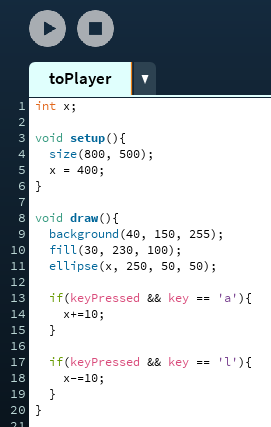 toPlayer ▼
1 int x;
2
3 void setup(){
4   size(800, 500);
5   x = 400;
6 }
7
8 void draw(){
9   background(40, 150, 255);
10   fill(30, 230, 100);
11   ellipse(x, 250, 50, 50);
12
13   if(keyPressed && key == 'a'){
14     x+=10;
15   }
16
17   if(keyPressed && key == 'l'){
18     x-=10;
19   }
20 }
21